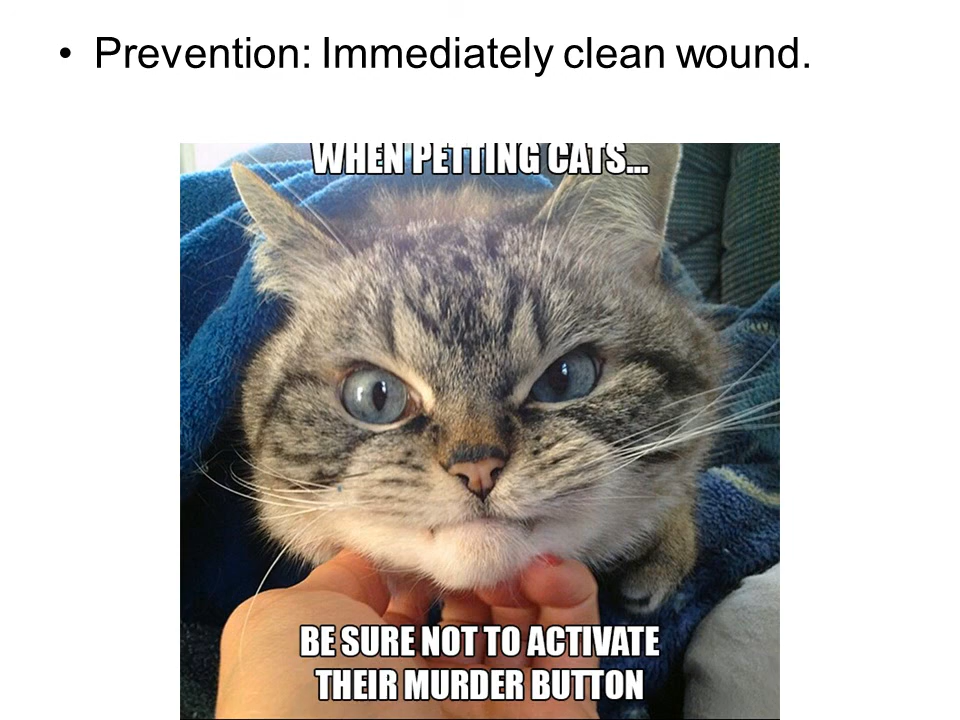 • Prevention: Immediately clean wound.
WHEN PETTING CATS...
BE SURE NOT TO ACTIVATE
THEIR MURDER BUTTON